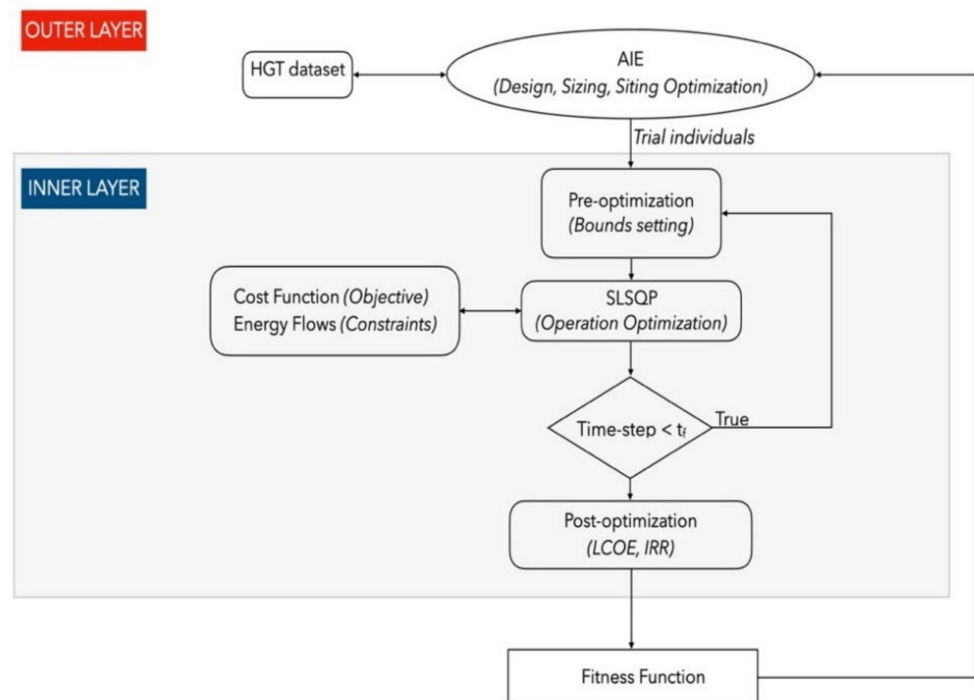 OUTER LAYER
HGT dataset
AIE
(Design, Sizing, Siting Optimization)
Trial individuals
INNER LAYER
Pre-optimization
(Bounds setting)
Cost Function (Objective)
Energy Flows (Constraints)
SLSQP
(Operation Optimization)
Time-step < tf
True
Post-optimization
(LCOE, IRR)
Fitness Function